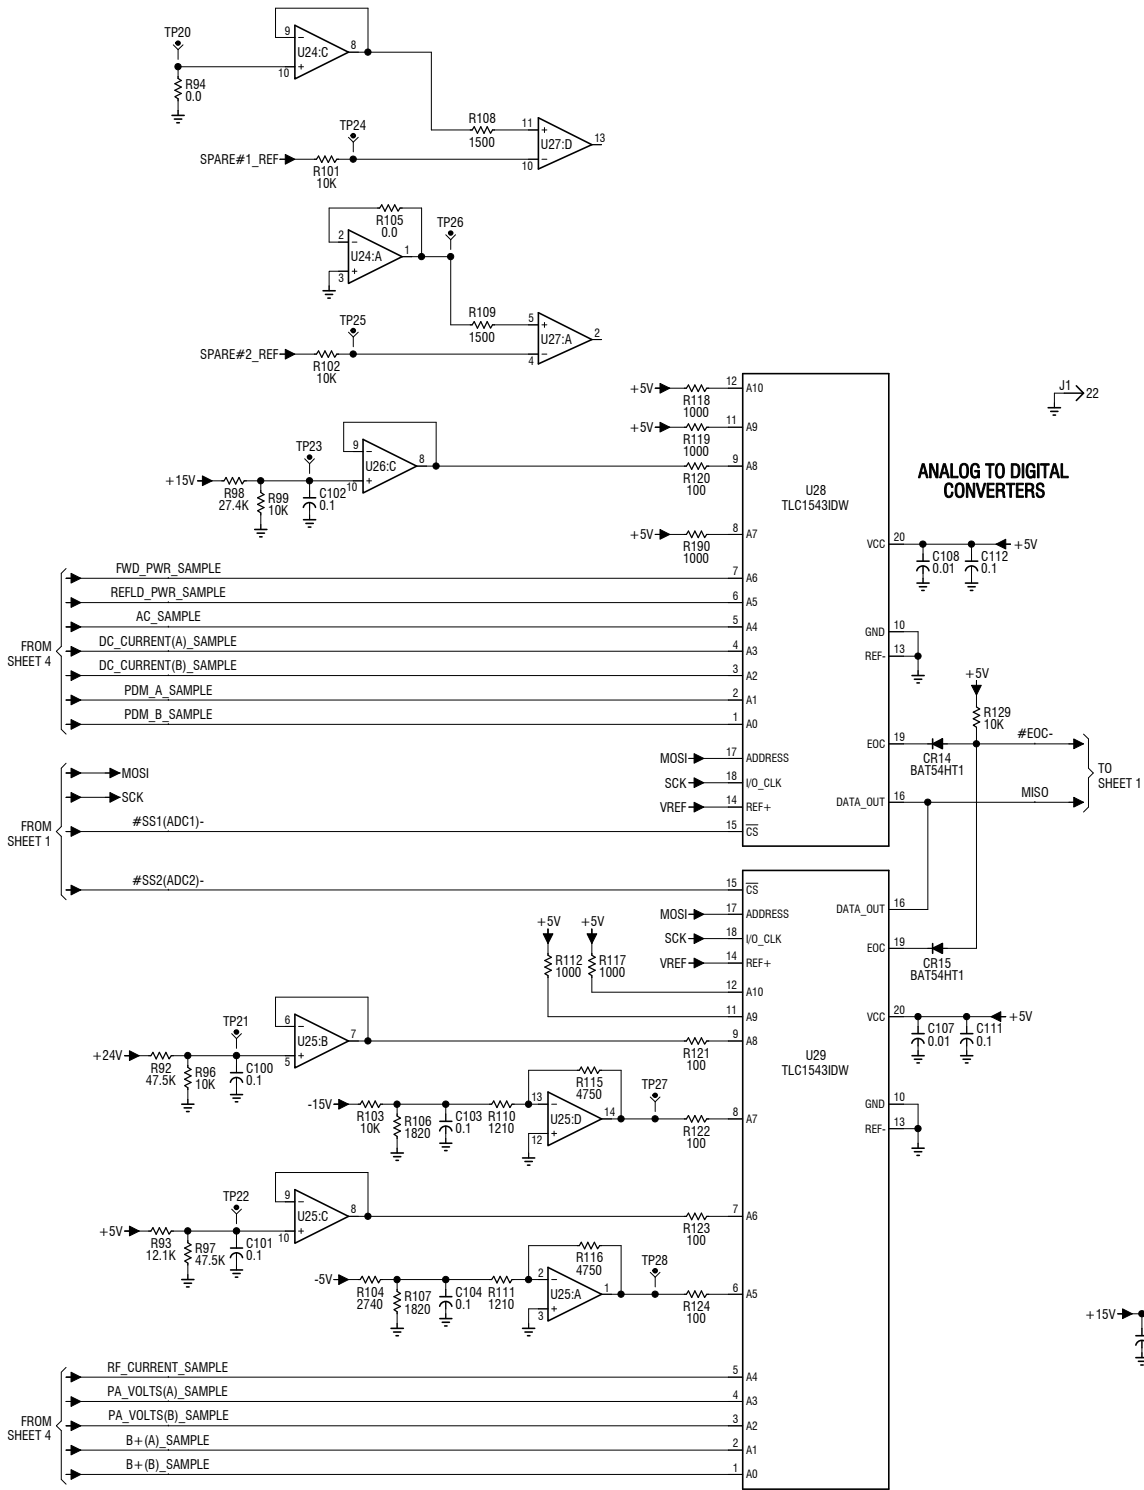 TP20
9
−
U24:C
8
10
+
R94
0.0
TP24
R108
1500
11
+
U27:D
13
10
−
SPARE#1_REF
R101
10K
R105
0.0
TP26
2
−
U24:A
1
3
+
TP25
R109
1500
5
+
U27:A
2
4
−
SPARE#2_REF
R102
10K
+5V
R118
1000
12
A10
+5V
R119
1000
11
A9
R120
100
9
A8
J1
22
ANALOG TO DIGITAL
CONVERTERS
TP23
9
−
U26:C
8
10
+
+15V
R98
27.4K
R99
10K
C102
0.1
U28
TLC1543IDW
+5V
R190
1000
8
A7
VCC
20
+5V
C108
0.01
C112
0.1
FROM
SHEET 4
FWD_PWR_SAMPLE
7
A6
REFLD_PWR_SAMPLE
6
A5
AC_SAMPLE
5
A4
DC_CURRENT(A)_SAMPLE
4
A3
DC_CURRENT(B)_SAMPLE
3
A2
PDM_A_SAMPLE
2
A1
PDM_B_SAMPLE
1
A0
GND
10
REF-
13
+5V
R129
10K
EOC
19
CR14
BAT54HT1
#EOC-
TO
SHEET 1
DATA_OUT
16
MISO
MOSI
17
ADDRESS
SCK
18
I/O_CLK
VREF
14
REF+
15
CS
FROM
SHEET 1
MOSI
SCK
#SS1(ADC1)-
#SS2(ADC2)-
15
CS
MOSI
17
ADDRESS
SCK
18
I/O_CLK
VREF
14
REF+
DATA_OUT
16
EOC
19
CR15
BAT54HT1
+5V
+5V
R112
1000
R117
1000
12
A10
11
A9
VCC
20
+5V
C107
0.01
C111
0.1
U29
TLC1543IDW
TP21
6
−
U25:B
7
5
+
+24V
R92
47.5K
R96
10K
C100
0.1
R121
100
9
A8
-15V
R103
10K
R106
1820
C103
0.1
R110
1210
R115
4750
13
−
U25:D
14
12
+
TP27
R122
100
8
A7
GND
10
REF-
13
TP22
9
−
U25:C
8
10
+
+5V
R93
12.1K
R97
47.5K
C101
0.1
R123
100
7
A6
-5V
R104
2740
R107
1820
C104
0.1
R111
1210
R116
4750
2
−
U25:A
1
3
+
TP28
R124
100
6
A5
+15V
FROM
SHEET 4
RF_CURRENT_SAMPLE
5
A4
PA_VOLTS(A)_SAMPLE
4
A3
PA_VOLTS(B)_SAMPLE
3
A2
B+(A)_SAMPLE
2
A1
B+(B)_SAMPLE
1
A0